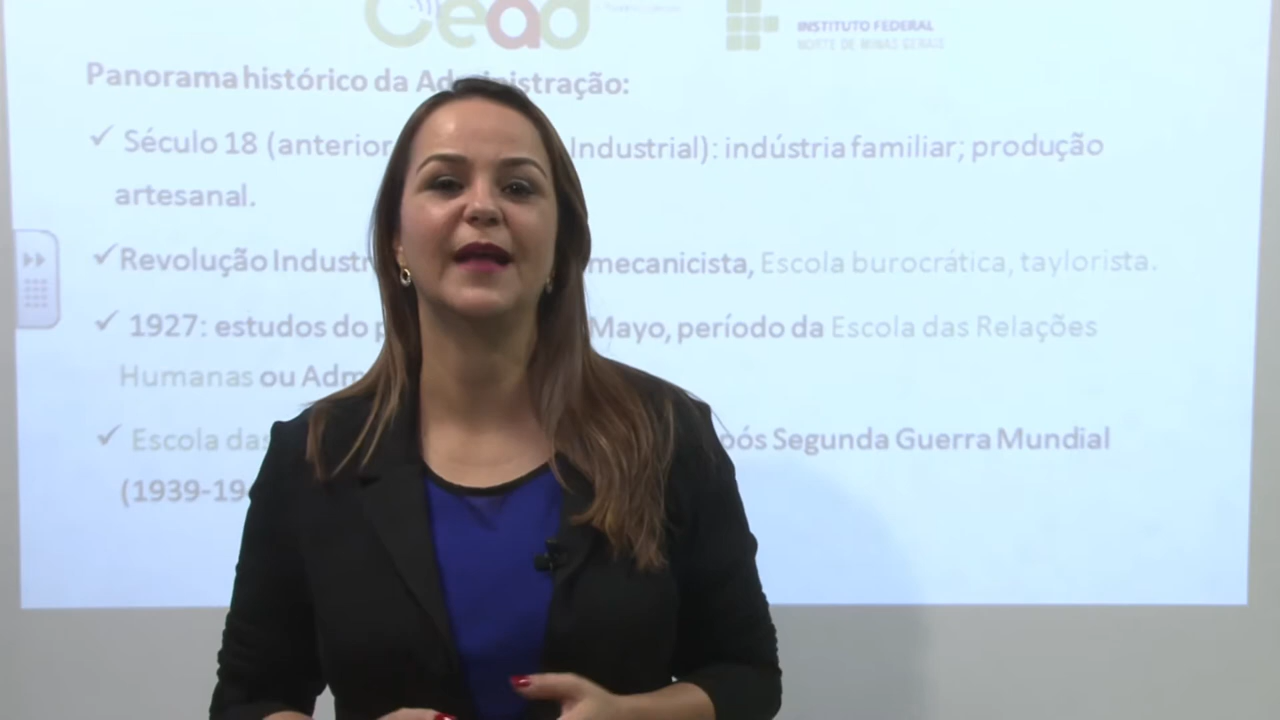 cead
INSTITUTO FEDERAL
NORTE DE MINAS GERAIS
Panorama histórico da Administração:
✓ Século 18 (anterior Industrial): indústria familiar; produção
artesanal.
✓ Revolução Industr mecanicista, Escola burocrática, taylorista.
✓ 1927: estudos do p Mayo, período da Escola das Relações
Humanas ou Adm
✓ Escola das pós Segunda Guerra Mundial
(1939-19